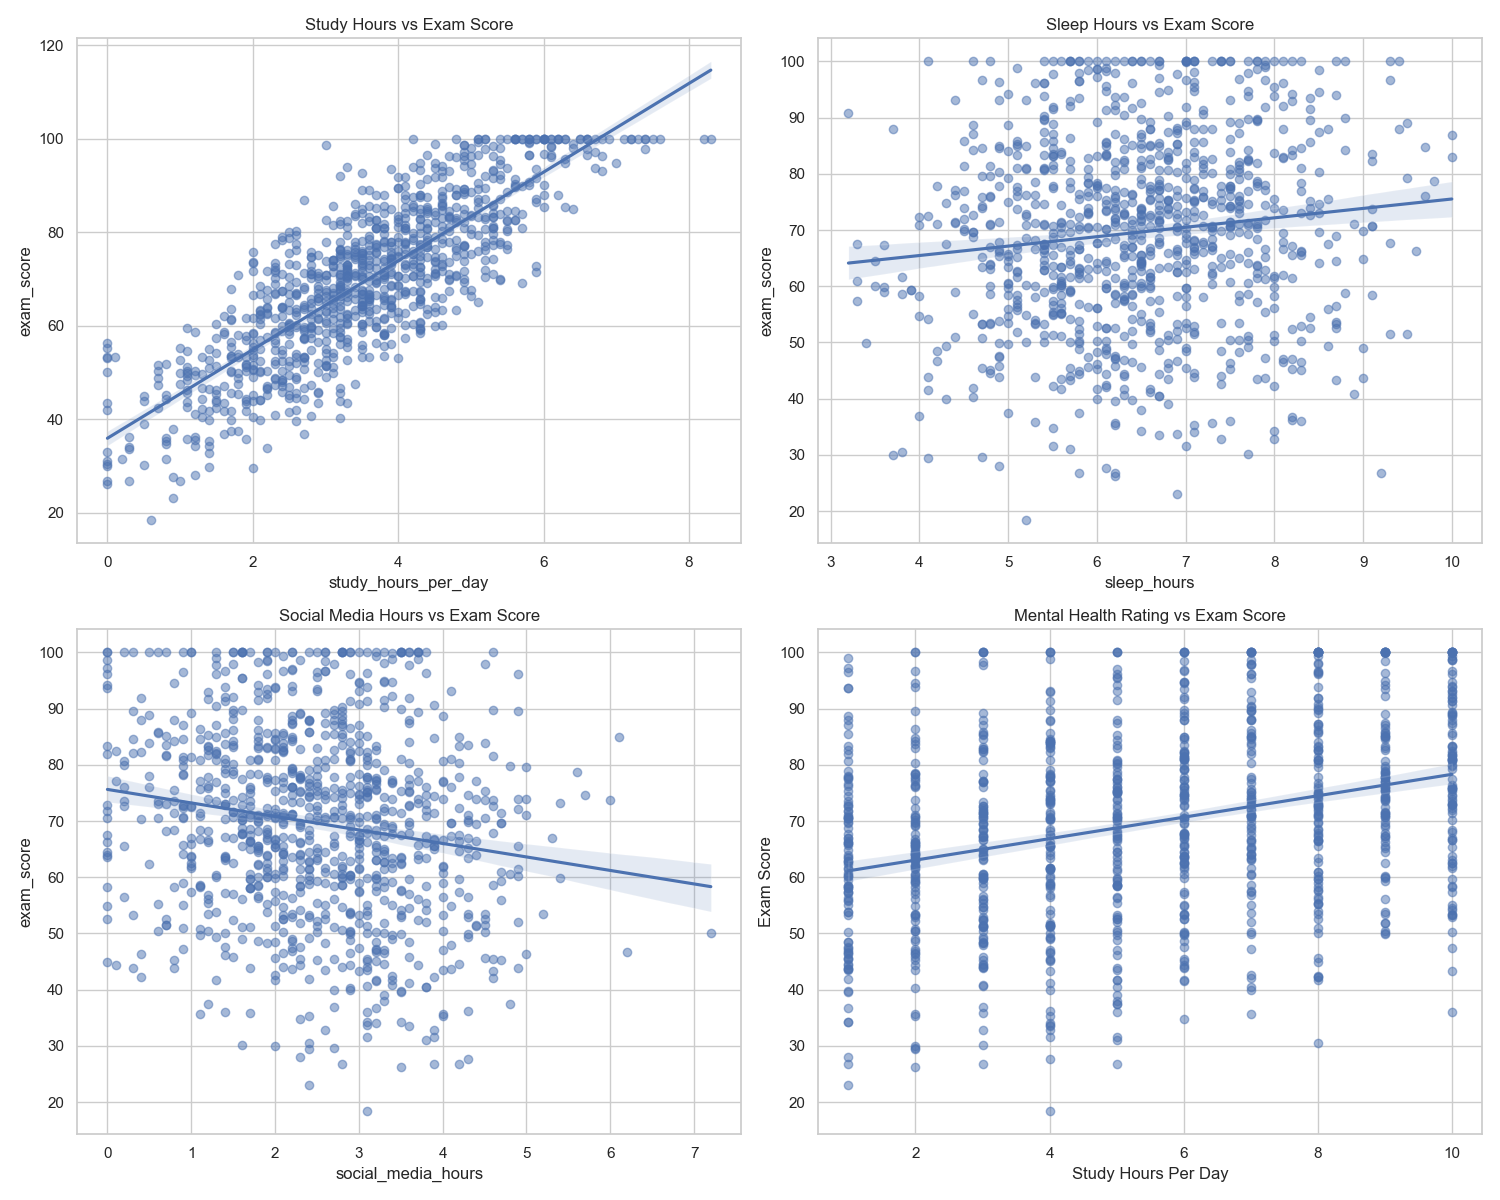 Study Hours vs Exam Score
120
100
80
60
40
20
exam_score
0 2 4 6 8
study_hours_per_day
Sleep Hours vs Exam Score
100
90
80
70
60
50
40
30
20
exam_score
3 4 5 6 7 8 9 10
sleep_hours
Social Media Hours vs Exam Score
100
90
80
70
60
50
40
30
20
exam_score
0 1 2 3 4 5 6 7
social_media_hours
Mental Health Rating vs Exam Score
100
90
80
70
60
50
40
30
20
Exam Score
2 4 6 8 10
Study Hours Per Day